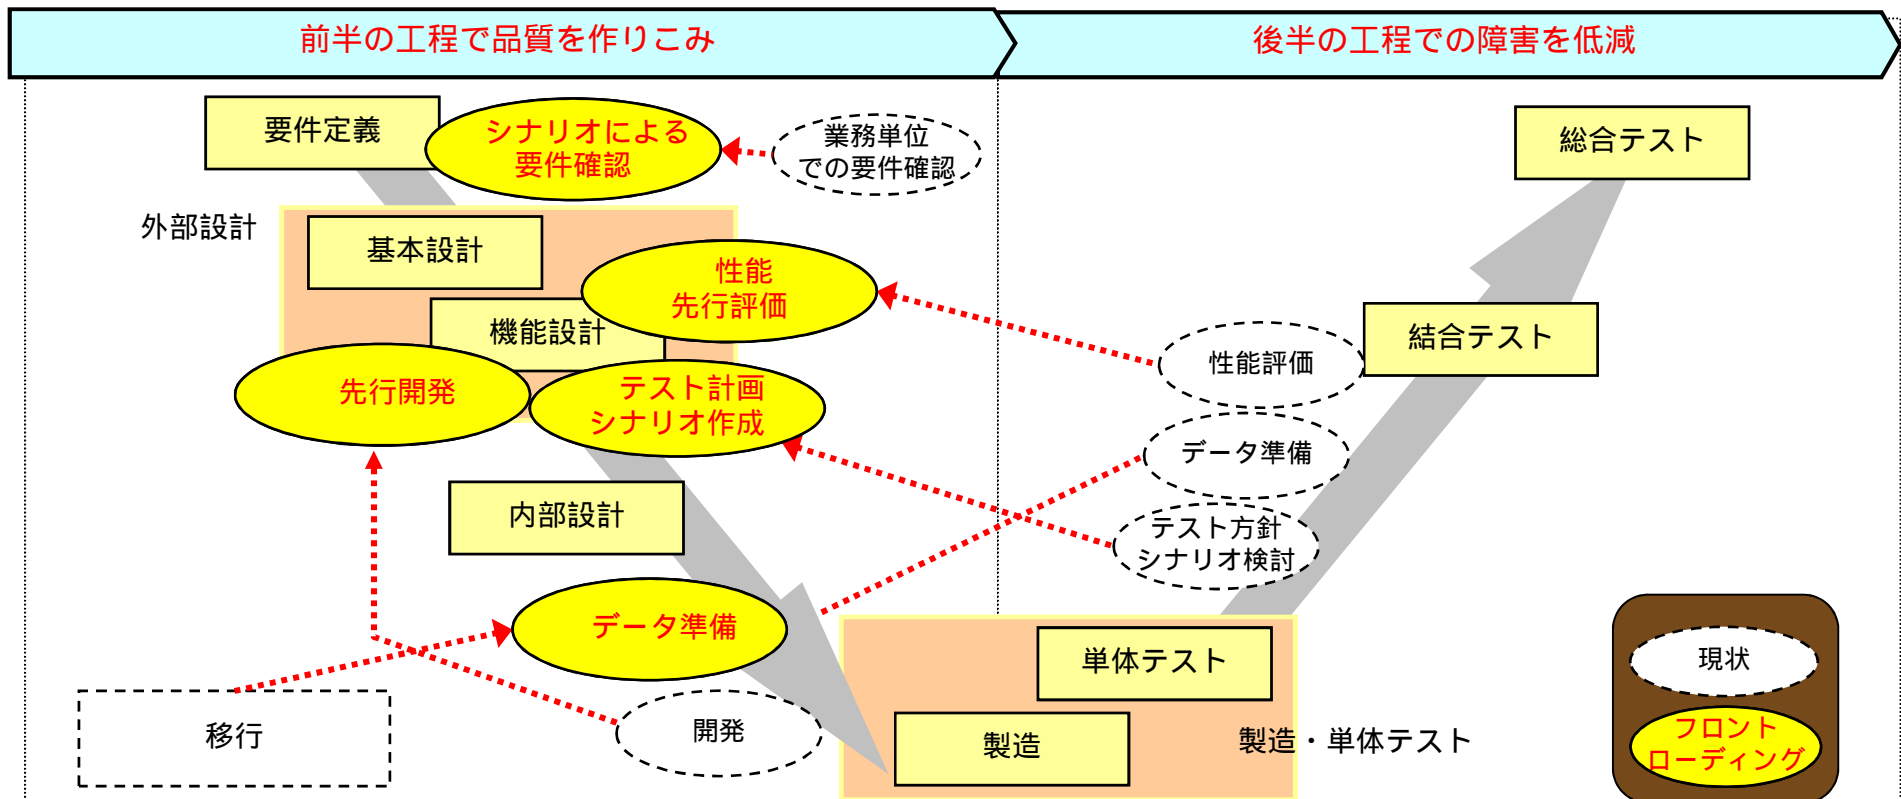 前半の工程で品質を作りこみ
後半の工程での障害を低減
要件定義
シナリオによる
要件確認
業務単位
での要件確認
総合テスト
外部設計
基本設計
性能
先行評価
機能設計
結合テスト
性能評価
先行開発
テスト計画
シナリオ作成
データ準備
内部設計
テスト方針
シナリオ検討
データ準備
単体テスト
現状
移行
開発
製造
製造・単体テスト
フロント
ローディング